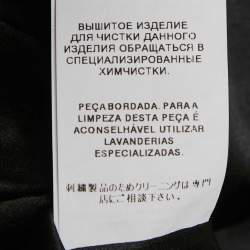 ВЫШИТОЕ ИЗДЕЛИЕ
ДЛЯ ЧИСТКИ ДАННОГО
ИЗДЕЛИЯ ОБРАЩАТЬСЯ В
СПЕЦИАЛИЗИРОВАННЫЕ
ХИМЧИСТКИ.
PEÇA BORDADA. PARA A
LIMPEZA DESTA PEÇA É
ACONSELHÁVEL UTILIZAR
LAVANDERIAS
ESPECIALIZADAS.
刺繍製品のためクリーニングは専門
店にご相談下さい。